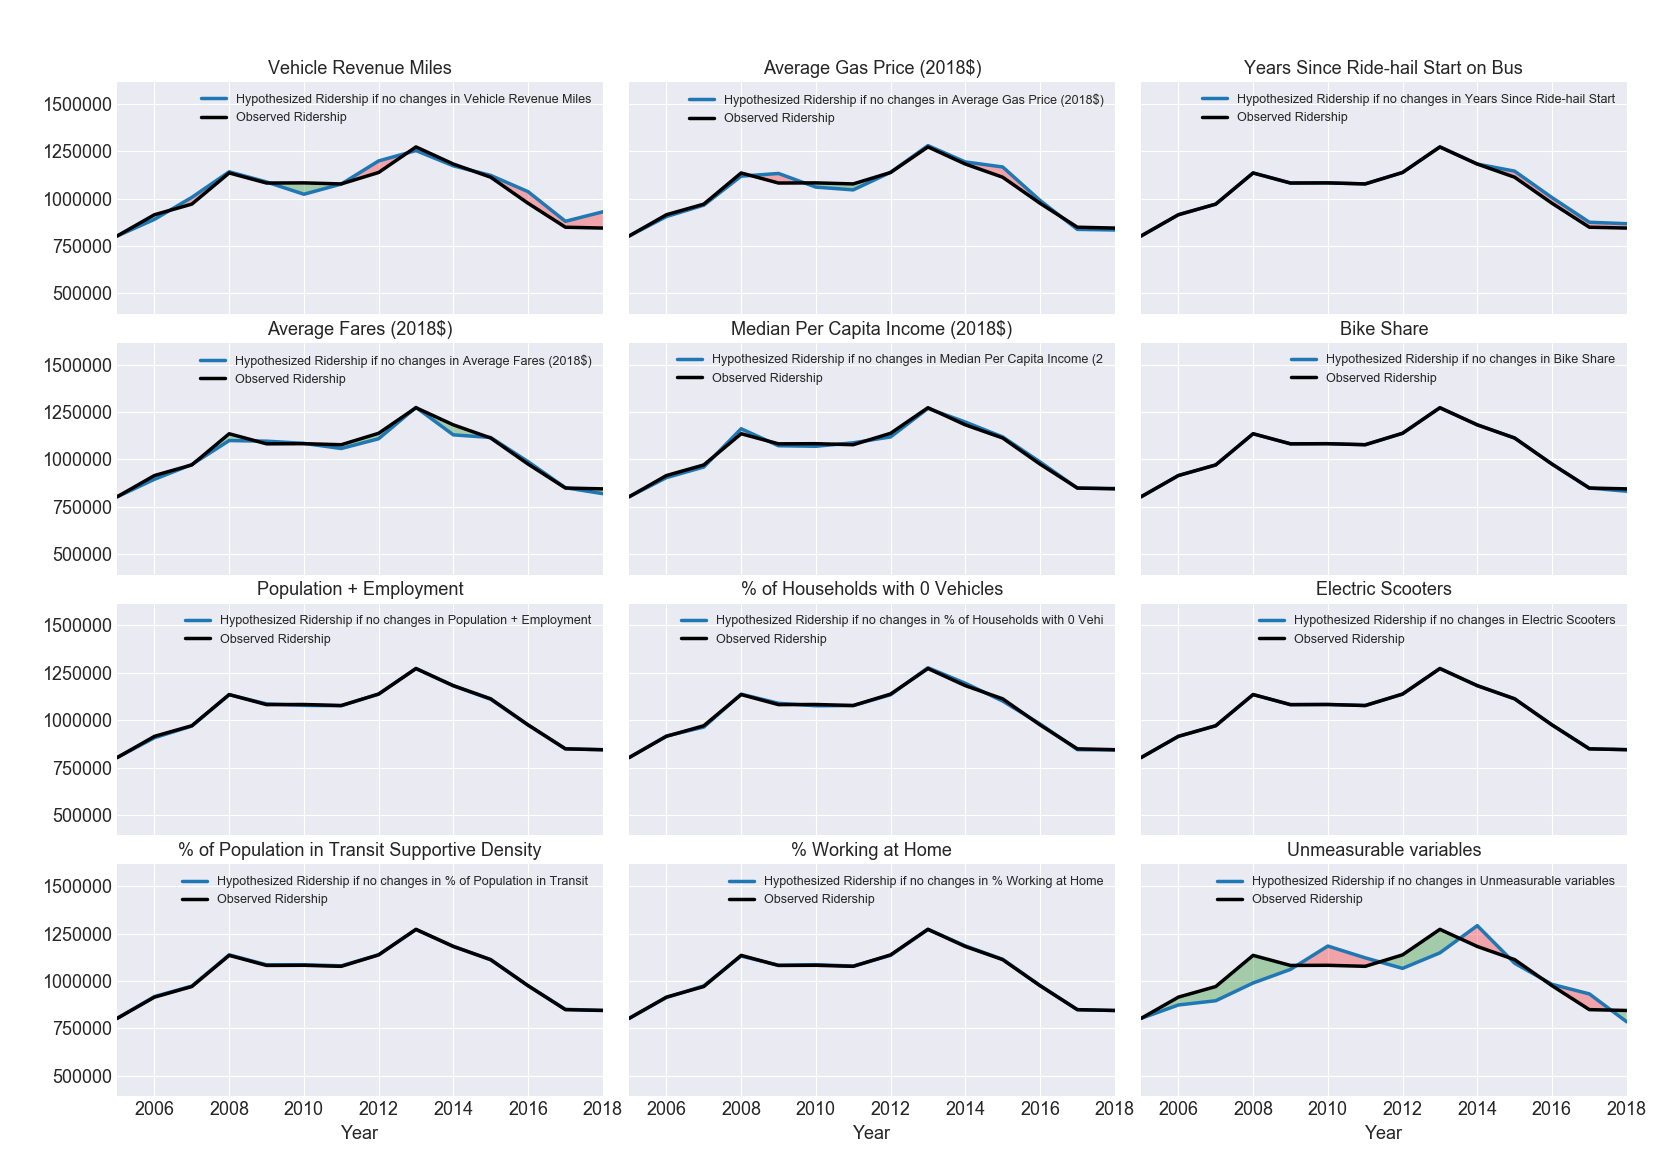 Vehicle Revenue Miles
1500000
1250000
1000000
750000
500000
Hypothesized Ridership if no changes in Vehicle Revenue Miles
Observed Ridership
Average Gas Price (2018$)
Hypothesized Ridership if no changes in Average Gas Price (2018$)
Observed Ridership
Years Since Ride-hail Start on Bus
Hypothesized Ridership if no changes in Years Since Ride-hail Start
Observed Ridership
Average Fares (2018$)
1500000
1250000
1000000
750000
500000
Hypothesized Ridership if no changes in Average Fares (2018$)
Observed Ridership
Median Per Capita Income (2018$)
Hypothesized Ridership if no changes in Median Per Capita Income (2
Observed Ridership
Bike Share
Hypothesized Ridership if no changes in Bike Share
Observed Ridership
Population + Employment
1500000
1250000
1000000
750000
500000
Hypothesized Ridership if no changes in Population + Employment
Observed Ridership
% of Households with 0 Vehicles
Hypothesized Ridership if no changes in % of Households with 0 Vehi
Observed Ridership
Electric Scooters
Hypothesized Ridership if no changes in Electric Scooters
Observed Ridership
% of Population in Transit Supportive Density
1500000
1250000
1000000
750000
500000
Hypothesized Ridership if no changes in % of Population in Transit
Observed Ridership
2006 2008 2010 2012 2014 2016 2018
Year
% Working at Home
Hypothesized Ridership if no changes in % Working at Home
Observed Ridership
2006 2008 2010 2012 2014 2016 2018
Year
Unmeasurable variables
Hypothesized Ridership if no changes in Unmeasurable variables
Observed Ridership
2006 2008 2010 2012 2014 2016 2018
Year